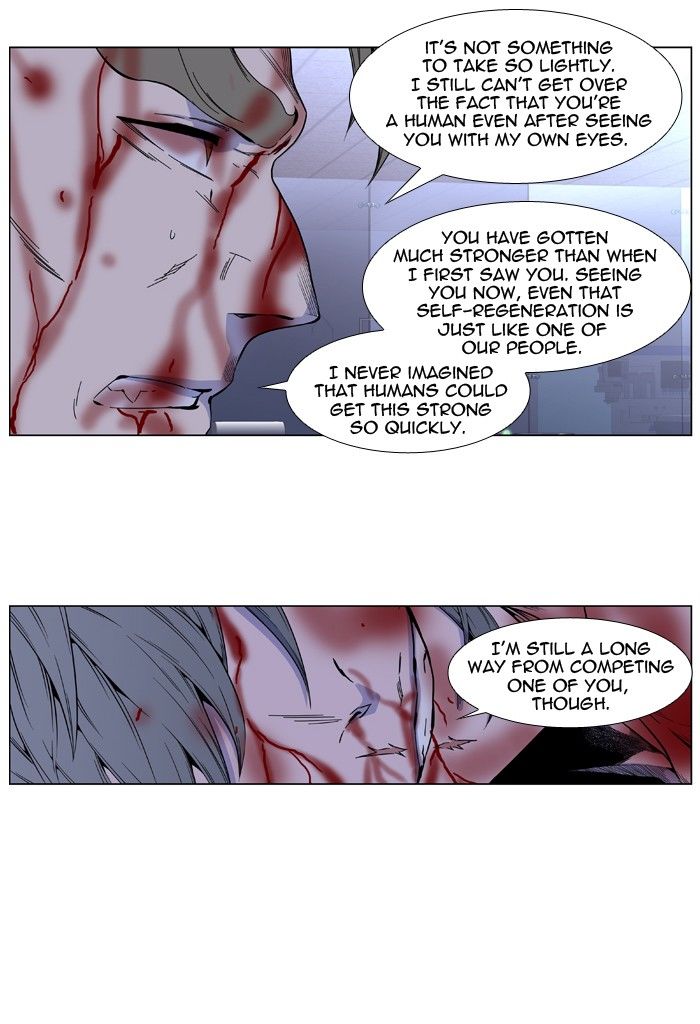 IT'S NOT SOMETHING
TO TAKE SO LIGHTLY.
I STILL CAN'T GET OVER
THE FACT THAT YOU'RE
A HUMAN EVEN AFTER SEEING
YOU WITH MY OWN EYES.
YOU HAVE GOTTEN
MUCH STRONGER THAN WHEN
I FIRST SAW YOU. SEEING
YOU NOW, EVEN THAT
SELF-REGENERATION IS
JUST LIKE ONE OF
OUR PEOPLE.
I NEVER IMAGINED
THAT HUMANS COULD
GET THIS STRONG
SO QUICKLY.
I'M STILL A LONG
WAY FROM COMPETING
ONE OF YOU,
THOUGH.